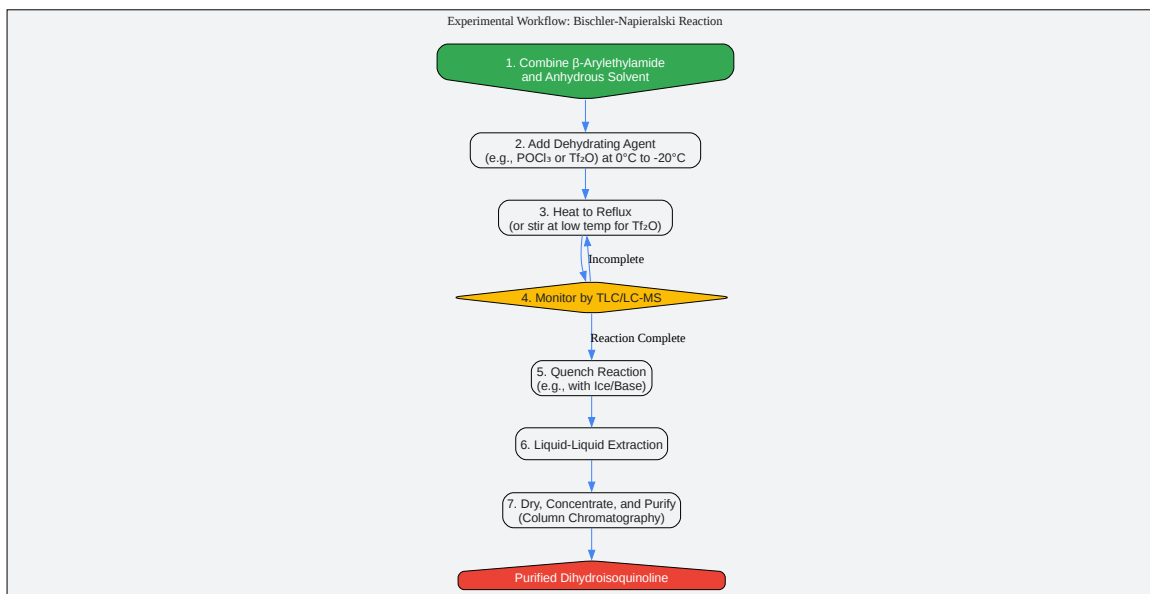 Experimental Workflow: Bischler-Napieralski Reaction
1. Combine β-Arylethylamide
and Anhydrous Solvent
2. Add Dehydrating Agent
(e.g., POCl₃ or Tf₂O) at 0°C to -20°C
3. Heat to Reflux
(or stir at low temp for Tf₂O)
Incomplete
4. Monitor by TLC/LC-MS
Reaction Complete
5. Quench Reaction
(e.g., with Ice/Base)
6. Liquid-Liquid Extraction
7. Dry, Concentrate, and Purify
(Column Chromatography)
Purified Dihydroisoquinoline